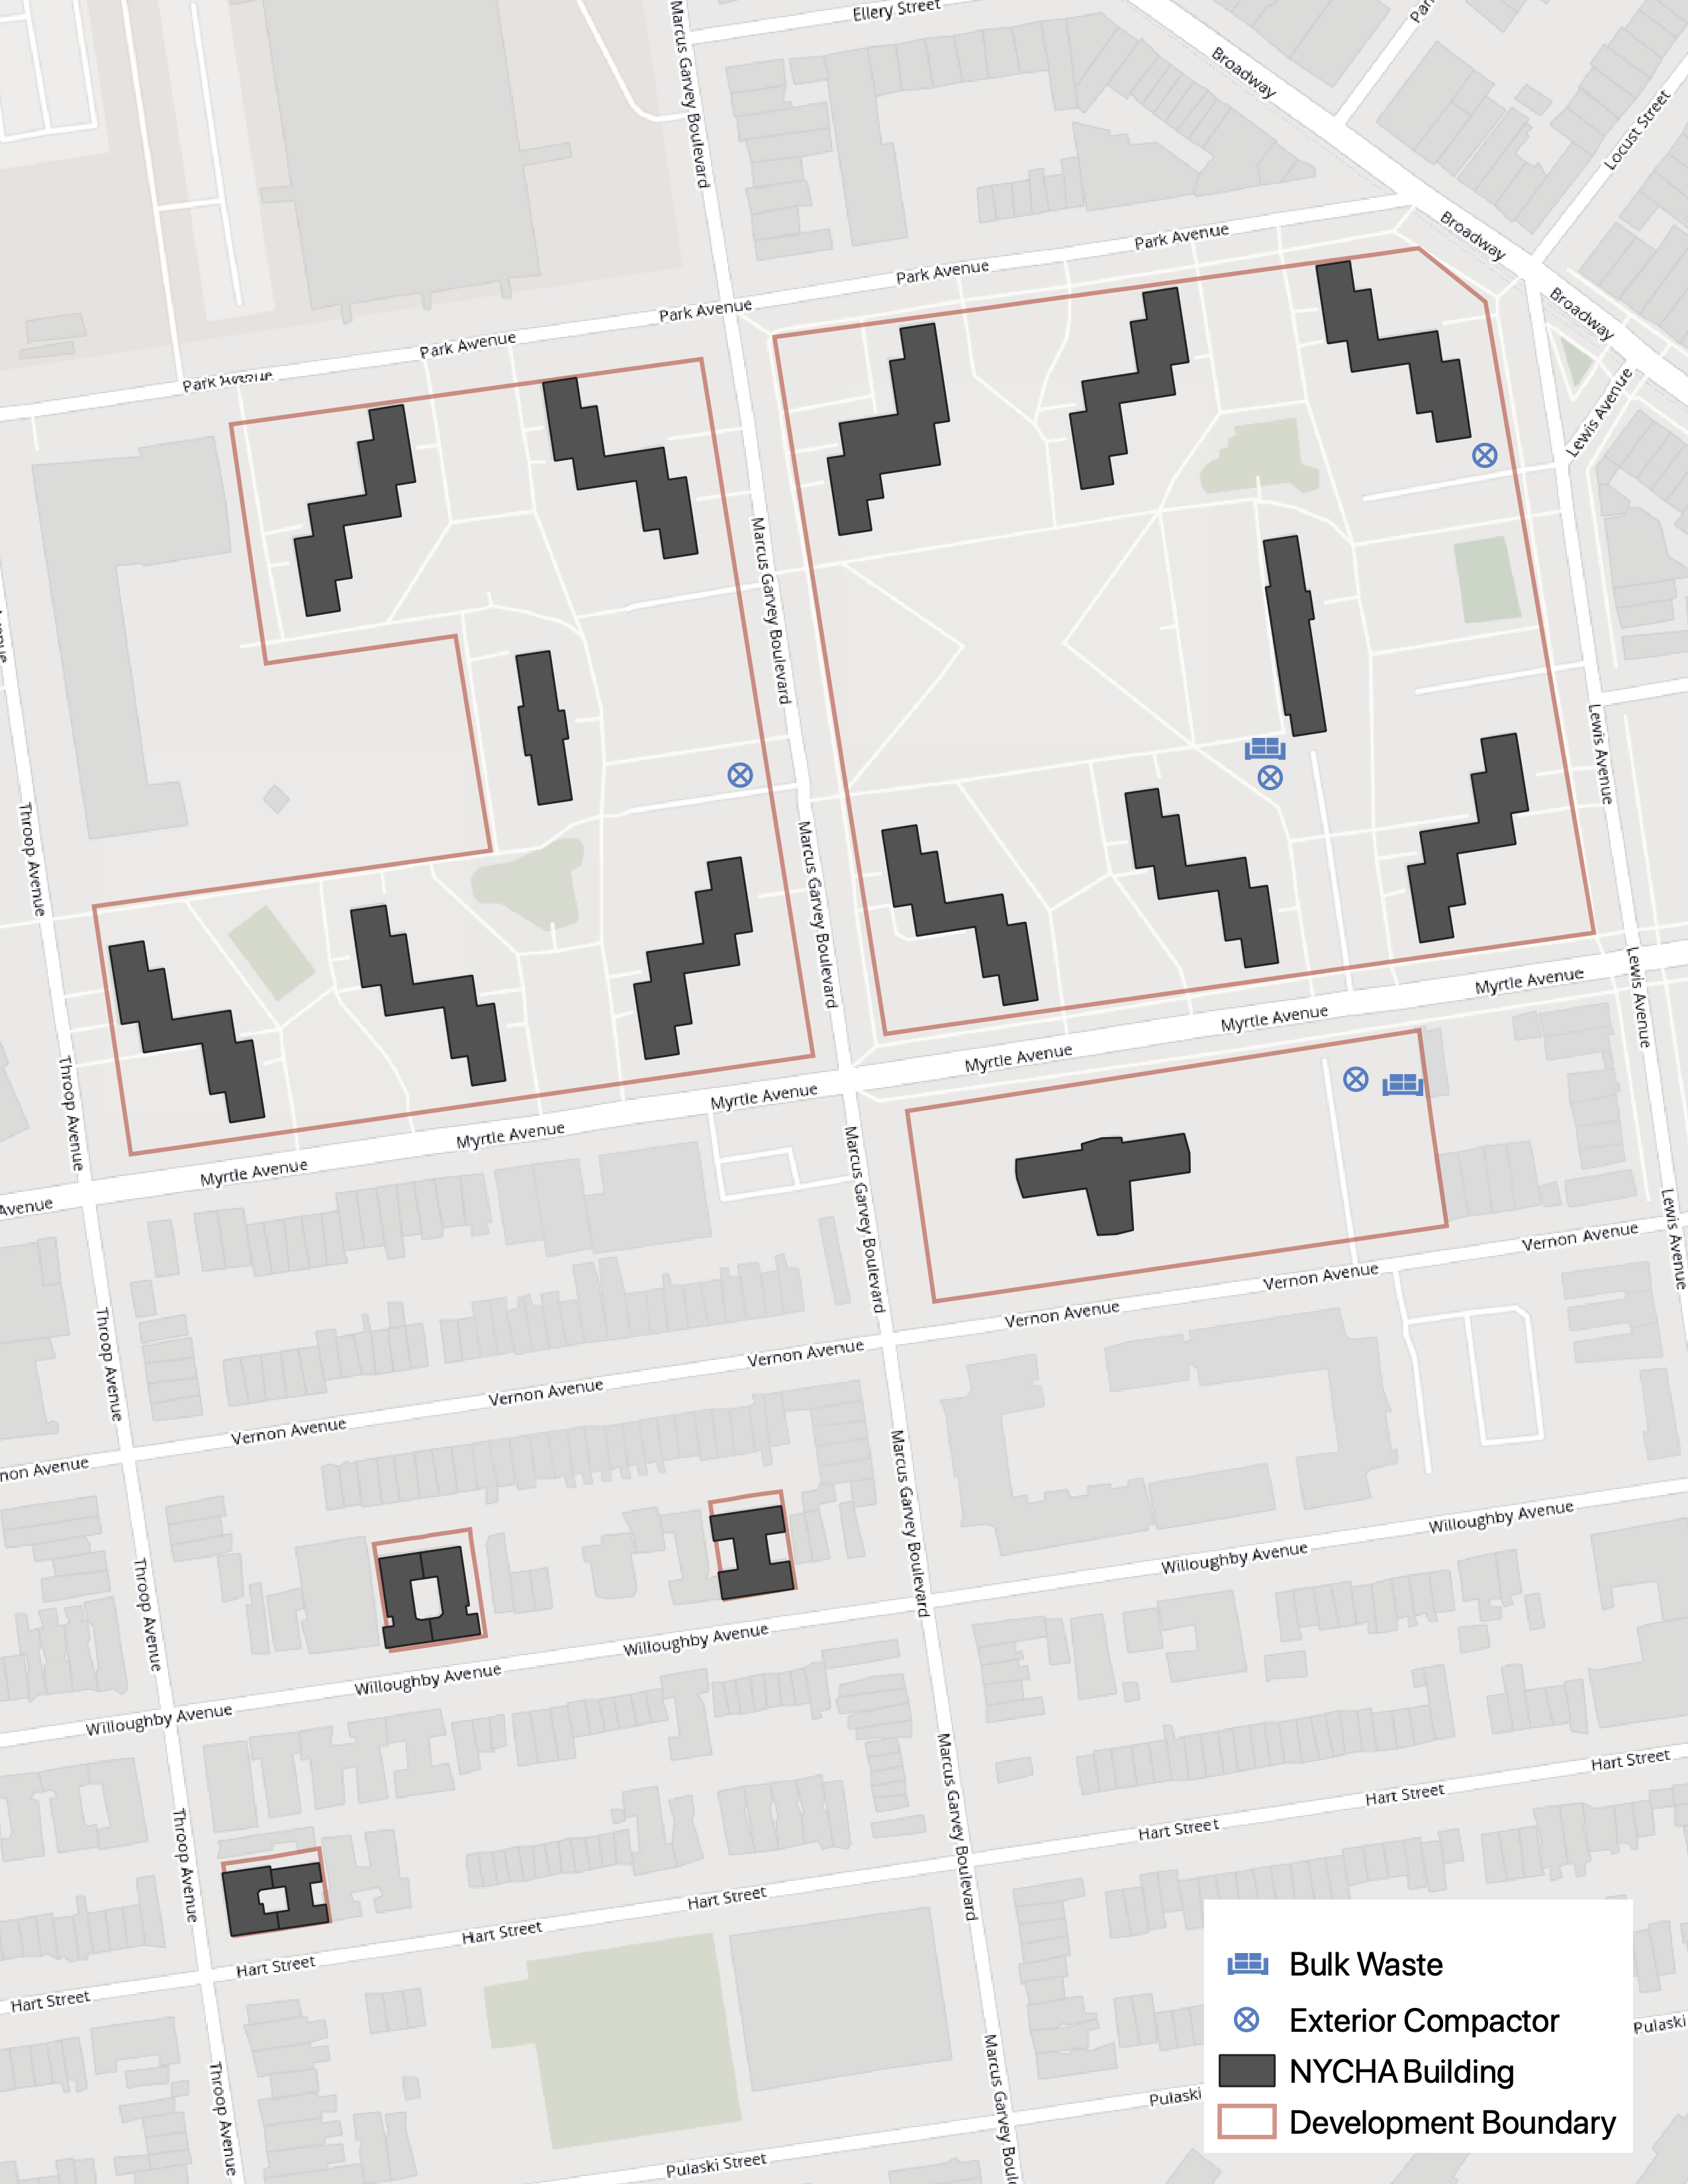 Ellery Street
Marcus Garvey Boulevard
Broadway
Locust Street
Broadway
Park Avenue
Park Avenue
Broadway
Park Avenue
Park Avenue
Park Avenue
Lewis Avenue
Marcus Garvey Boulevard
Lewis Avenue
Throop Avenue
Marcus Garvey Boulevard
Lewis Avenue
Myrtle Avenue
Myrtle Avenue
Myrtle Avenue
Throop Avenue
Myrtle Avenue
Myrtle Avenue
Myrtle Avenue
Avenue
Marcus Garvey Boulevard
Lewis Avenue
Vernon Avenue
Vernon Avenue
Vernon Avenue
Throop Avenue
Vernon Avenue
Vernon Avenue
Vernon Avenue
non Avenue
Marcus Garvey Boulevard
Willoughby Avenue
Willoughby Avenue
Throop Avenue
Willoughby Avenue
Willoughby Avenue
Willoughby Avenue
Marcus Garvey Boulevard
Hart Street
Hart Street
Hart Street
Throop Avenue
Hart Street
Hart Street
Hart Street
Hart Street
Pulaski
Marcus Garvey Boul
Throop Avenue
Pulaski
Pulaski Street
Bulk Waste
Exterior Compactor
NYCHA Building
Development Boundary